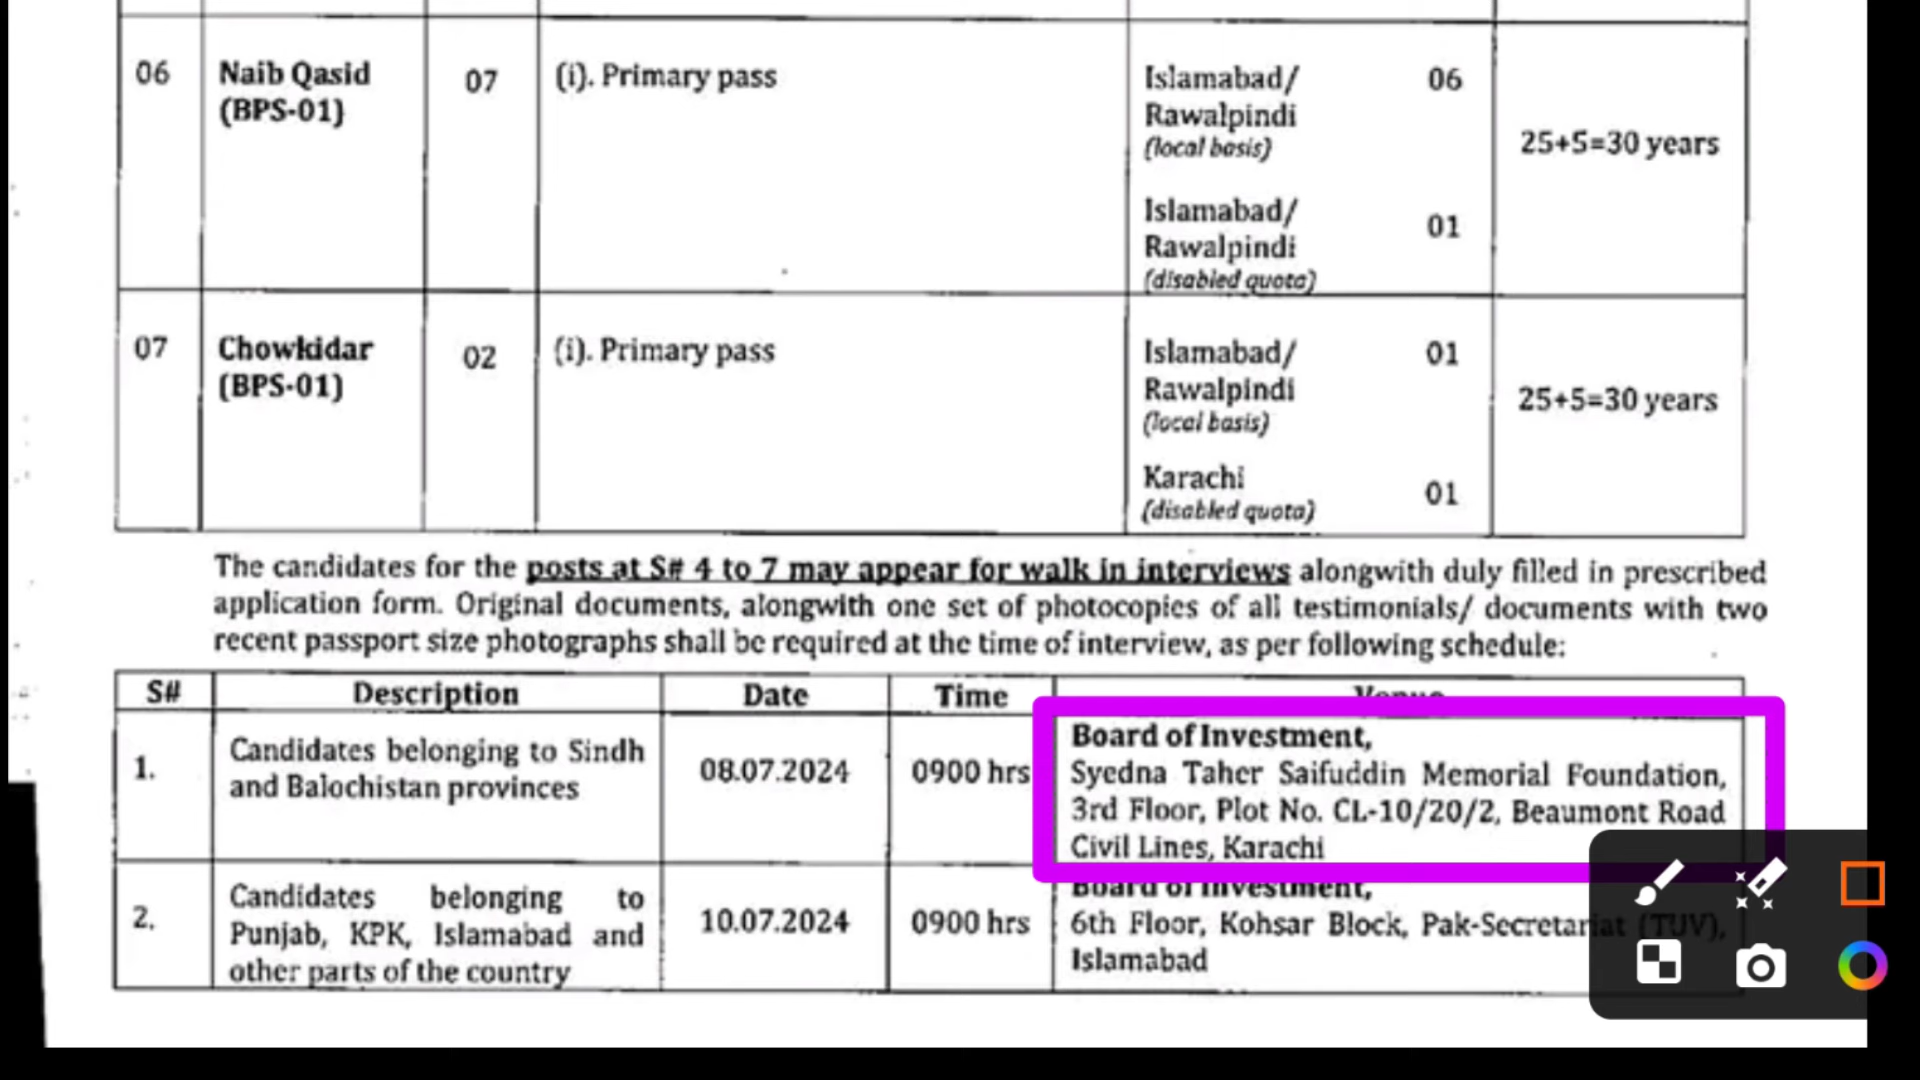 06 Naib Qasid 07 (i). Primary pass Islamabad/ 06
(BPS-01) Rawalpindi
(local basis) 25+5=30 years
Islamabad/ 01
Rawalpindi
(disabled quota)
07 Chowkidar 02 (i). Primary pass Islamabad/ 01
(BPS-01) Rawalpindi 25+5=30 years
(local basis)
Karachi 01
(disabled quota)
The candidates for the posts at S# 4 to 7 may appear for walk in interviews alongwith duly filled in prescribed
application form. Original documents, alongwith one set of photocopies of all testimonials/ documents with two
recent passport size photographs shall be required at the time of interview, as per following schedule:
S# Description Date Time Venue
1. Candidates belonging to Sindh 08.07.2024 0900 hrs Board of Investment,
and Balochistan provinces Syedna Taher Saifuddin Memorial Foundation,
3rd Floor, Plot No. CL-10/20/2, Beaumont Road
Civil Lines, Karachi
2. Candidates belonging to 10.07.2024 0900 hrs Board of Investment,
Punjab, KPK, Islamabad and 6th Floor, Kohsar Block, Pak-Secretariat (TUV),
other parts of the country Islamabad